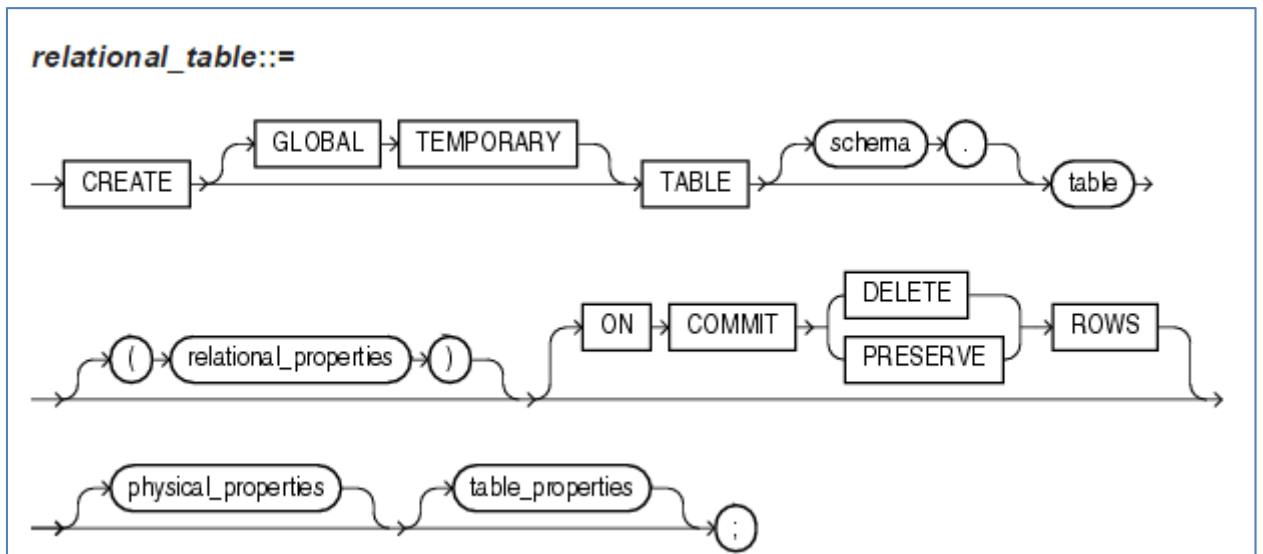 relational_table::=
GLOBAL TEMPORARY schema .
CREATE TABLE table
DELETE
ON COMMIT ROWS
( relational_properties ) PRESERVE
physical_properties table_properties
;